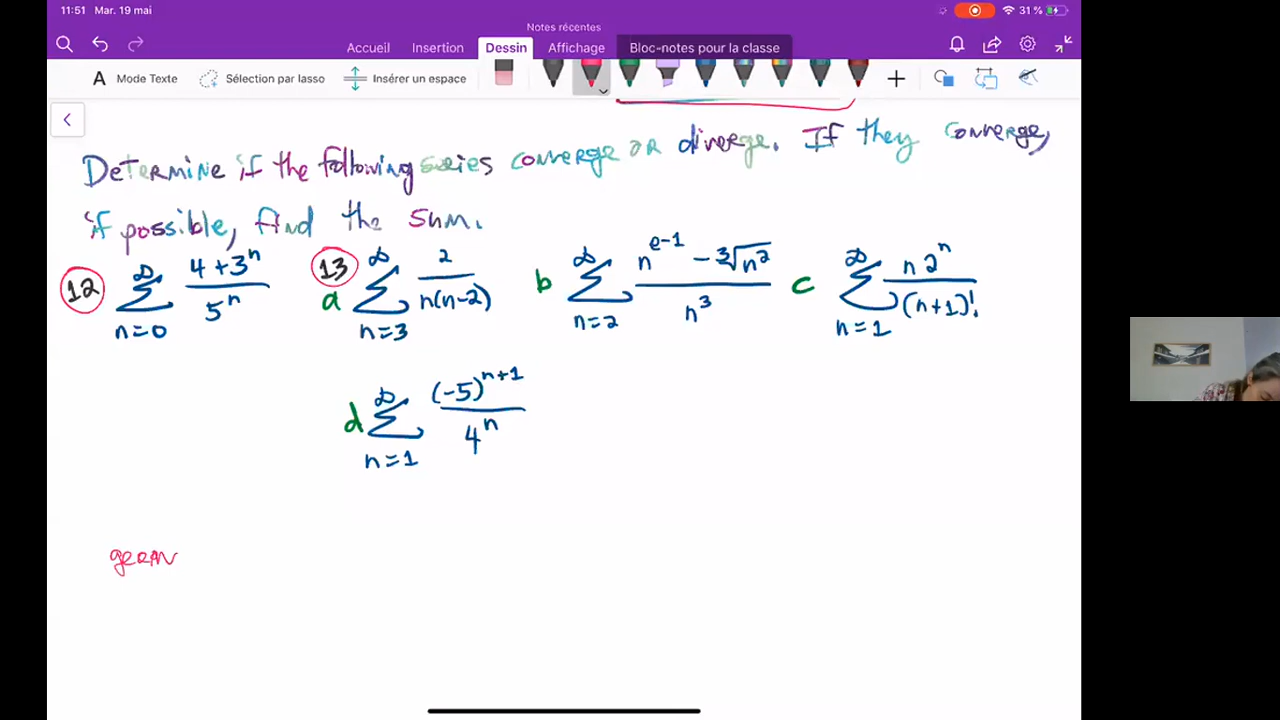 11:51 Mar. 19 mai
31 %
Notes récentes
Accueil Insertion Dessin Affichage Bloc-notes pour la classe
A Mode Texte Sélection par lasso Insérer un espace
Determine if the following series converge or diverge. If they converge,
if possible, find the sum.
12 ∞∑n=0 (4+3^n)/(5^n) 13 a ∞∑n=3 2/(n(n-2)) b ∞∑n=2 (n^(e-1) - ∛(n^2))/(n^3) c ∞∑n=1 (n2^n)/((n+1)!)
d ∞∑n=1 ((-5)^(n+1))/(4^n)